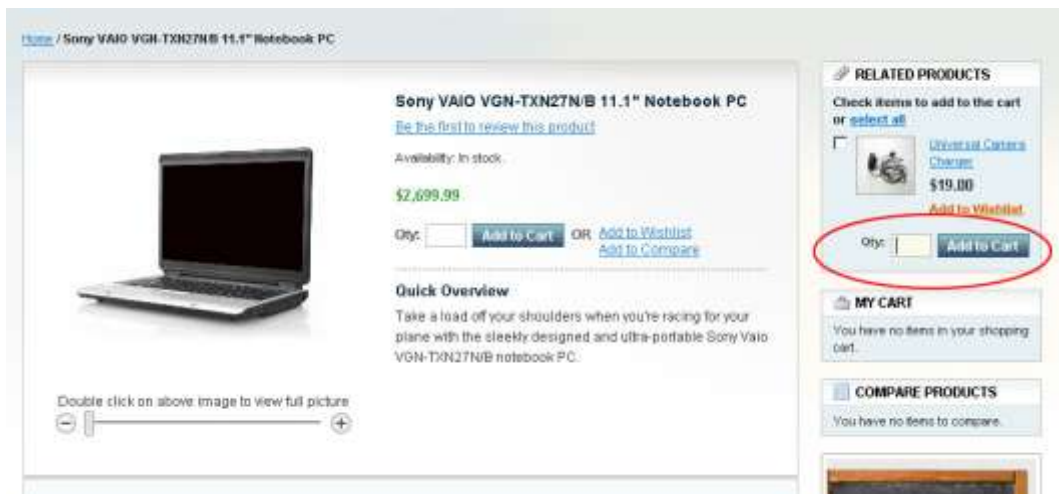 Home / Sony VAIO VGN-TXN27N/B 11.1" Notebook PC
Sony VAIO VGN-TXN27N/B 11.1" Notebook PC
Be the first to review this product
Availability: In stock.
$2,699.99
Qty: Add to Cart OR Add to Wishlist
Add to Compare
Quick Overview
Take a load off your shoulders when you're racing for your
plane with the sleekly designed and ultra-portable Sony Vaio
VGN-TXN27N/B notebook PC.
Double click on above image to view full picture
RELATED PRODUCTS
Check items to add to the cart
or select all
Universal Camera
Charger
$19.00
Add to Wishlist
Qty: Add to Cart
MY CART
You have no items in your shopping
cart.
COMPARE PRODUCTS
You have no items to compare.